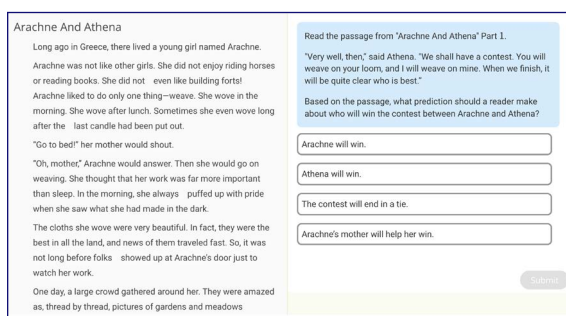 Arachne And Athena
Long ago in Greece, there lived a young girl named Arachne.
Arachne was not like other girls. She did not enjoy riding horses
or reading books. She did not even like building forts!
Arachne liked to do only one thing—weave. She wove in the
morning. She wove after lunch. Sometimes she even wove long
after the last candle had been put out.
"Go to bed!" her mother would shout.
"Oh, mother," Arachne would answer. Then she would go on
weaving. She thought that her work was far more important
than sleep. In the morning, she always puffed up with pride
when she saw what she had made in the dark.
The cloths she wove were very beautiful. In fact, they were the
best in all the land, and news of them traveled fast. So, it was
not long before folks showed up at Arachne's door just to
watch her work.
One day, a large crowd gathered around her. They were amazed
as, thread by thread, pictures of gardens and meadows
Read the passage from "Arachne And Athena" Part 1.
"Very well, then," said Athena. "We shall have a contest. You will
weave on your loom, and I will weave on mine. When we finish, it
will be quite clear who is best."
Based on the passage, what prediction should a reader make
about who will win the contest between Arachne and Athena?
Arachne will win.
Athena will win.
The contest will end in a tie.
Arachne's mother will help her win.
Submit